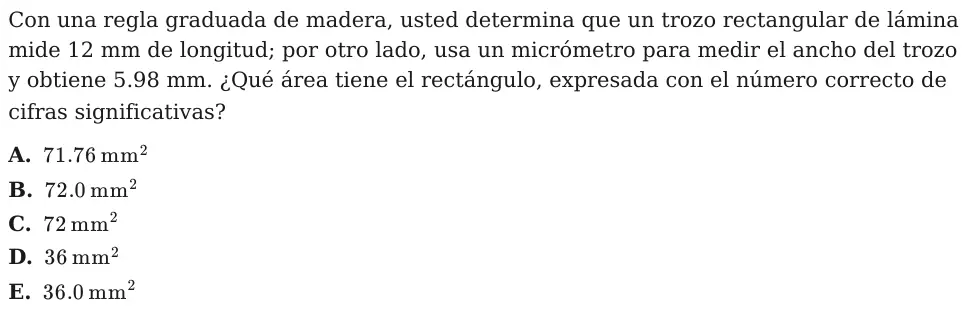 Con una regla graduada de madera, usted determina que un trozo rectangular de lámina
mide 12 mm de longitud; por otro lado, usa un micrómetro para medir el ancho del trozo
y obtiene 5.98 mm. ¿Qué área tiene el rectángulo, expresada con el número correcto de
cifras significativas?
A. 71.76 mm²
B. 72.0 mm²
C. 72 mm²
D. 36 mm²
E. 36.0 mm²